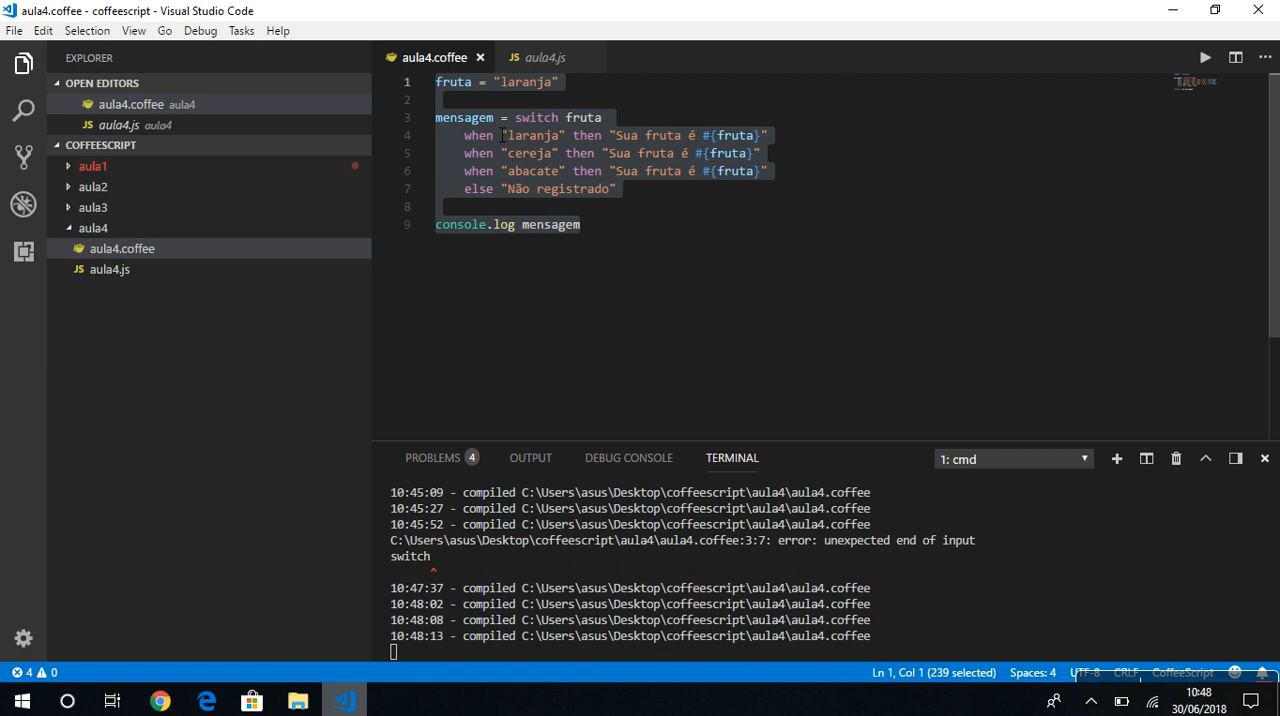 aula4.coffee - coffeescript - Visual Studio Code
File Edit Selection View Go Debug Tasks Help
EXPLORER
OPEN EDITORS
aula4.coffee aula4
aula4.js aula4
COFFEESCRIPT
aula1
aula2
aula3
aula4
aula4.coffee
aula4.js
aula4.coffee
aula4.js
1 fruta = "laranja"
2
3 mensagem = switch fruta
4 when "laranja" then "Sua fruta é #{fruta}"
5 when "cereja" then "Sua fruta é #{fruta}"
6 when "abacate" then "Sua fruta é #{fruta}"
7 else "Não registrado"
8
9 console.log mensagem
PROBLEMS 4 OUTPUT DEBUG CONSOLE TERMINAL 1: cmd
10:45:09 - compiled C:\Users\asus\Desktop\coffeescript\aula4\aula4.coffee
10:45:27 - compiled C:\Users\asus\Desktop\coffeescript\aula4\aula4.coffee
10:45:52 - compiled C:\Users\asus\Desktop\coffeescript\aula4\aula4.coffee
C:\Users\asus\Desktop\coffeescript\aula4\aula4.coffee:3:7: error: unexpected end of input
switch
^
10:47:37 - compiled C:\Users\asus\Desktop\coffeescript\aula4\aula4.coffee
10:48:02 - compiled C:\Users\asus\Desktop\coffeescript\aula4\aula4.coffee
10:48:08 - compiled C:\Users\asus\Desktop\coffeescript\aula4\aula4.coffee
10:48:13 - compiled C:\Users\asus\Desktop\coffeescript\aula4\aula4.coffee
4 0 Ln 1, Col 1 (239 selected) Spaces: 4 UTF-8 CRLF CoffeeScript
10:48
30/06/2018